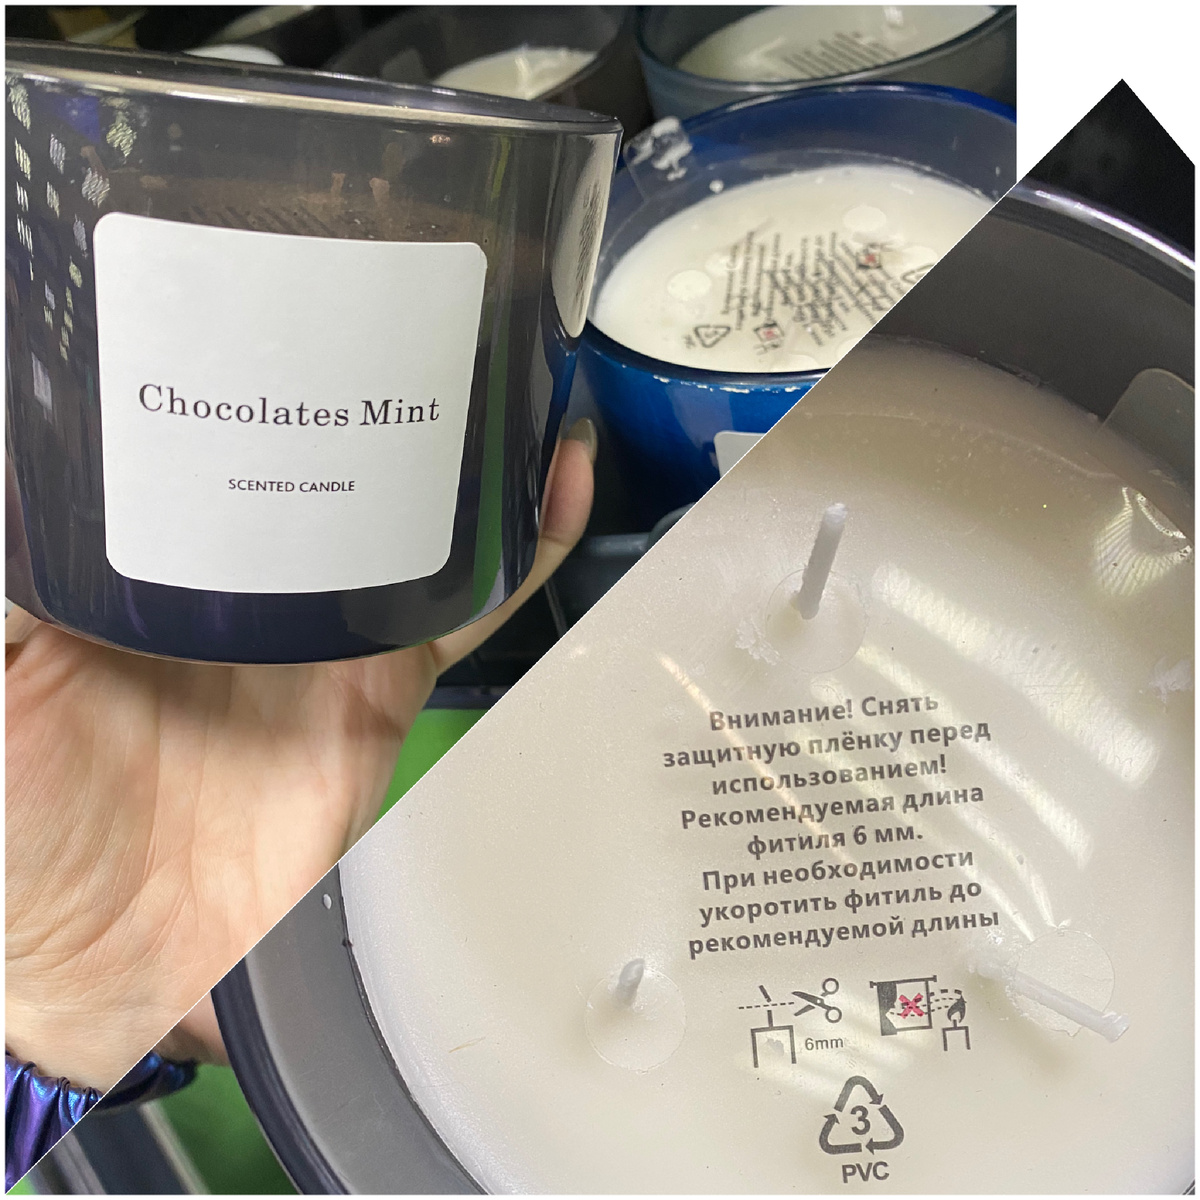 Chocolates Mint
SCENTED CANDLE
Внимание! Снять
защитную плёнку перед
использованием!
Рекомендуемая длина
фитиля 6 мм.
При необходимости
укоротить фитиль до
рекомендуемой длины
6mm
3
PVC